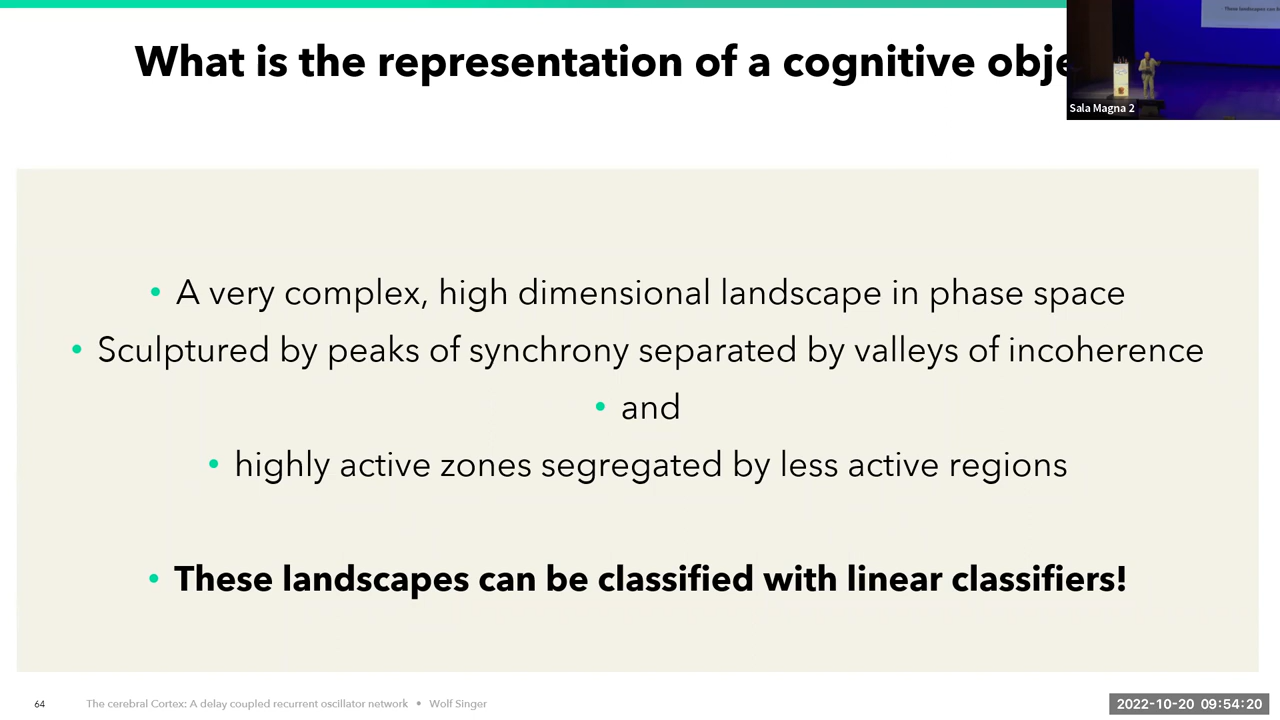 What is the representation of a cognitive obje
Sala Magna 2
• A very complex, high dimensional landscape in phase space
• Sculptured by peaks of synchrony separated by valleys of incoherence
• and
• highly active zones segregated by less active regions
• These landscapes can be classified with linear classifiers!
64 The cerebral Cortex: A delay coupled recurrent oscillator network • Wolf Singer
2022-10-20 09:54:20